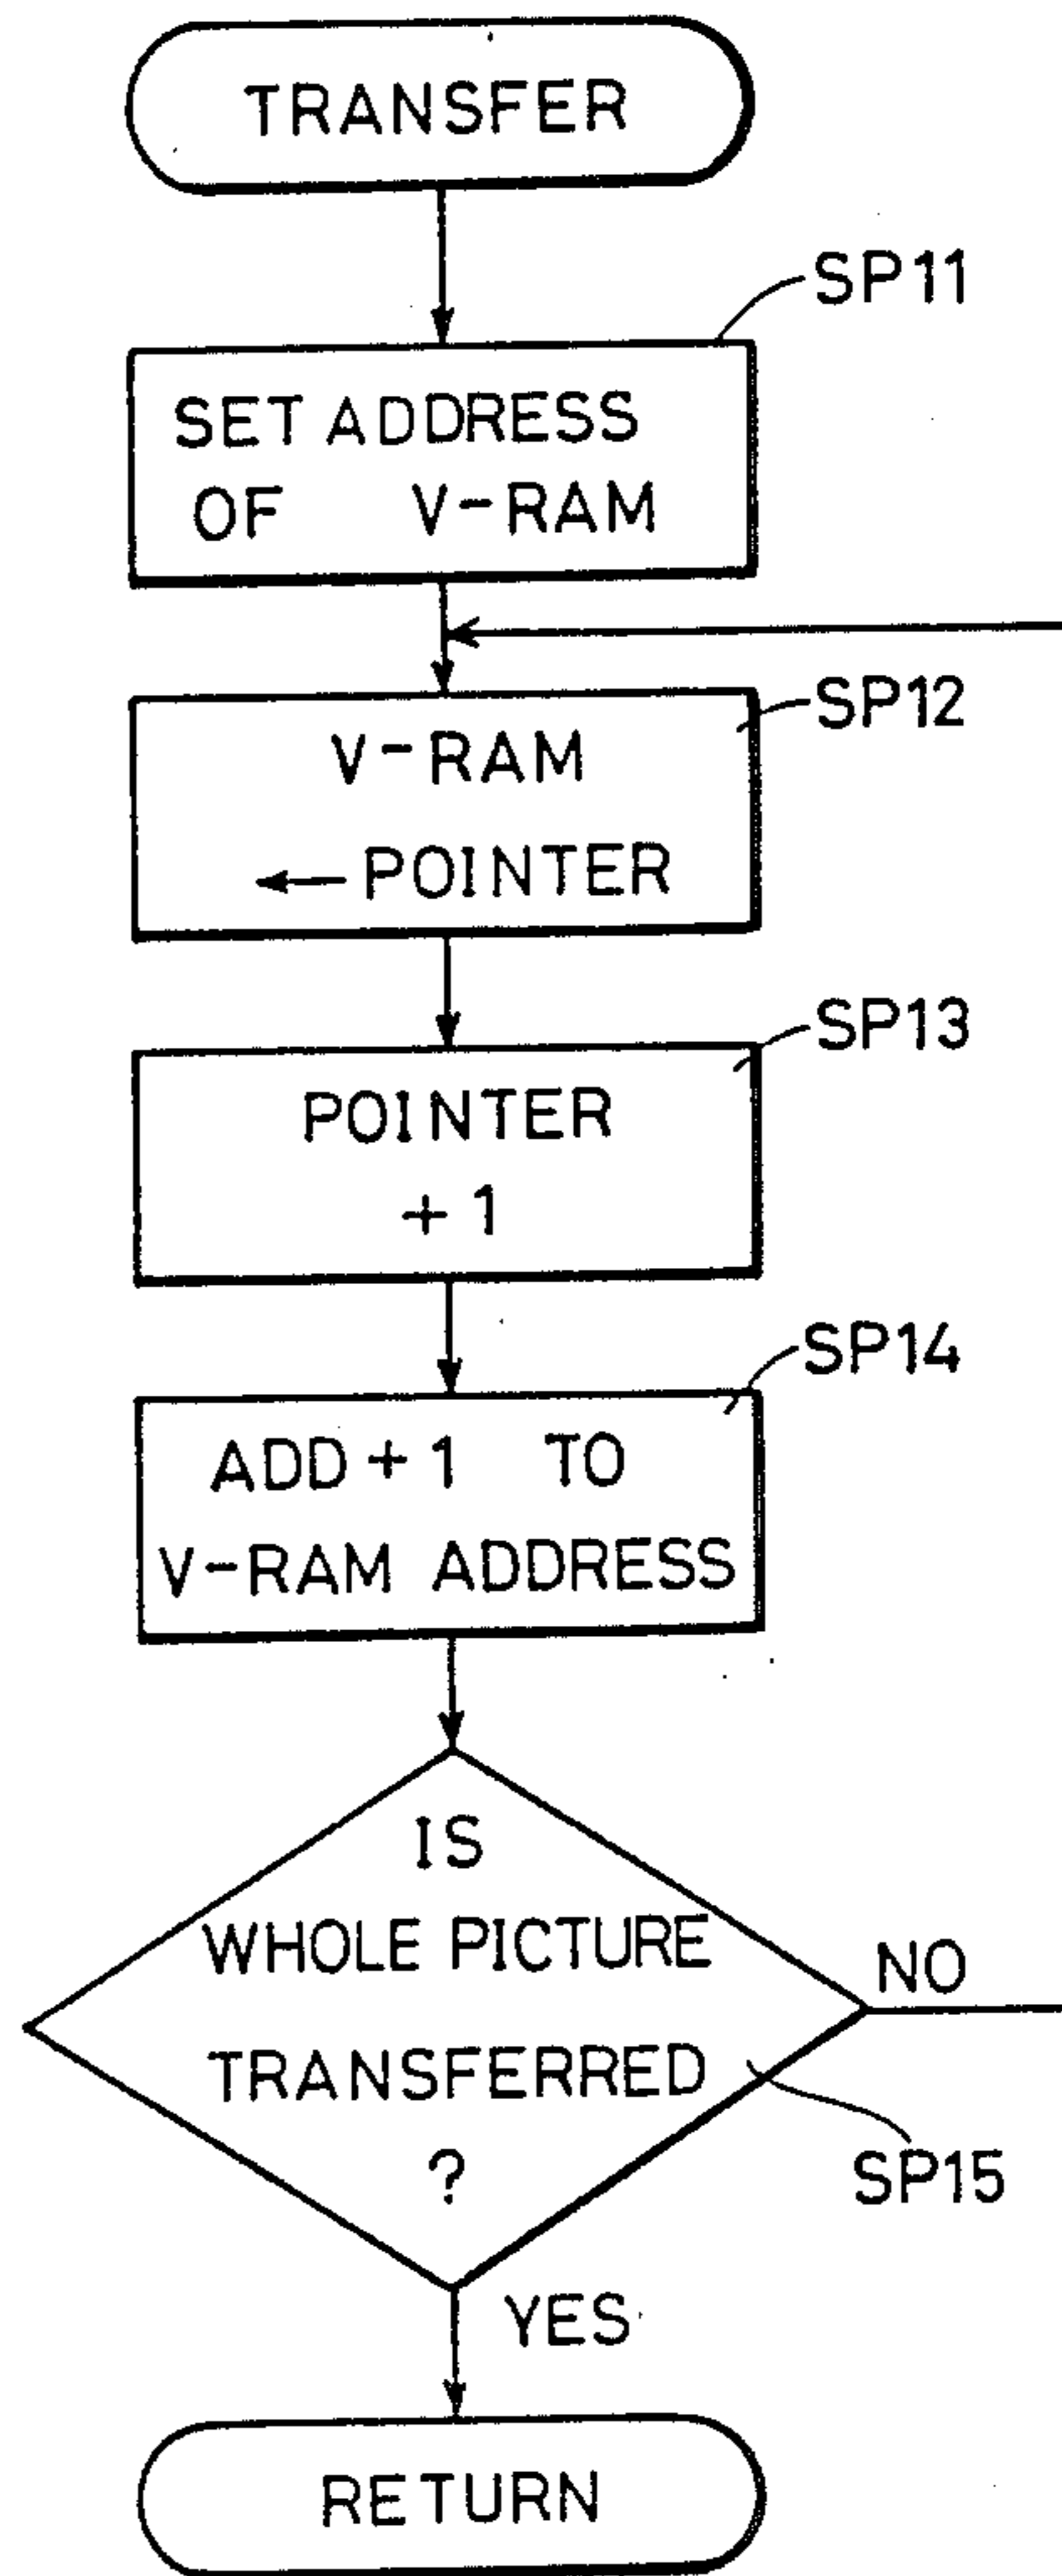 TRANSFER
SP11
SET ADDRESS
OF V-RAM
SP12
V-RAM
← POINTER
SP13
POINTER
+ 1
SP14
ADD + 1 TO
V-RAM ADDRESS
IS
WHOLE PICTURE
TRANSFERRED
?
NO
SP15
YES
RETURN